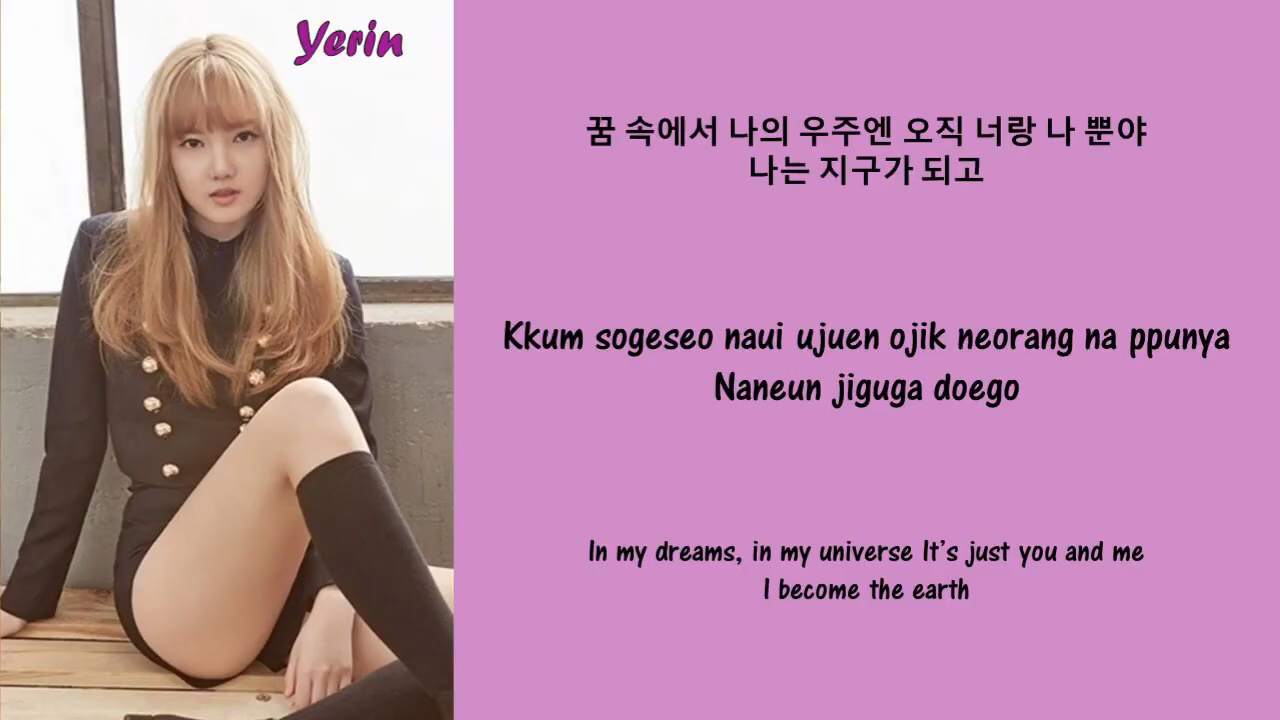 Yerin
꿈 속에서 나의 우주엔 오직 너랑 나 뿐야
나는 지구가 되고
Kkum sogeseo naui ujuen ojik neorang na ppunya
Naneun jiguga doego
In my dreams, in my universe It's just you and me
I become the earth